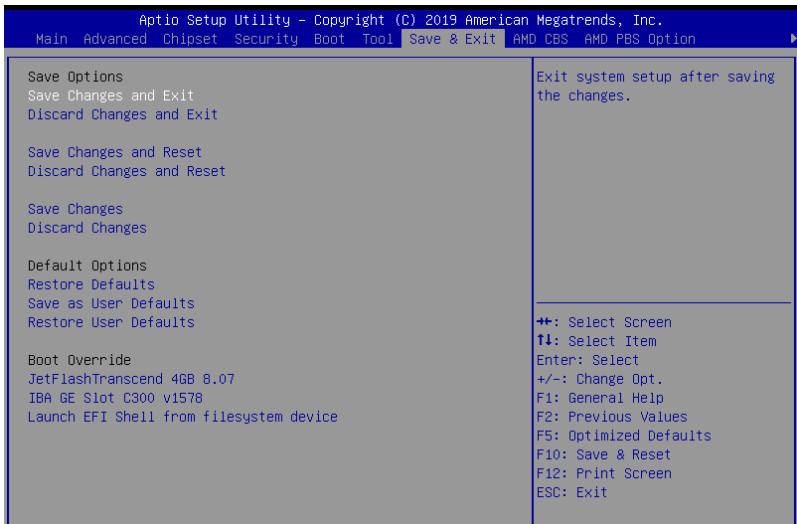 Aptio Setup Utility – Copyright (C) 2019 American Megatrends, Inc.
Main Advanced Chipset Security Boot Tool Save & Exit AMD CBS AMD PBS Option
Save Options
Save Changes and Exit
Discard Changes and Exit
Save Changes and Reset
Discard Changes and Reset
Save Changes
Discard Changes
Default Options
Restore Defaults
Save as User Defaults
Restore User Defaults
Boot Override
JetFlashTranscend 4GB 8.07
IBA GE Slot C300 v1578
Launch EFI Shell from filesystem device
Exit system setup after saving
the changes.
→←: Select Screen
↑↓: Select Item
Enter: Select
+/-: Change Opt.
F1: General Help
F2: Previous Values
F5: Optimized Defaults
F10: Save & Reset
F12: Print Screen
ESC: Exit